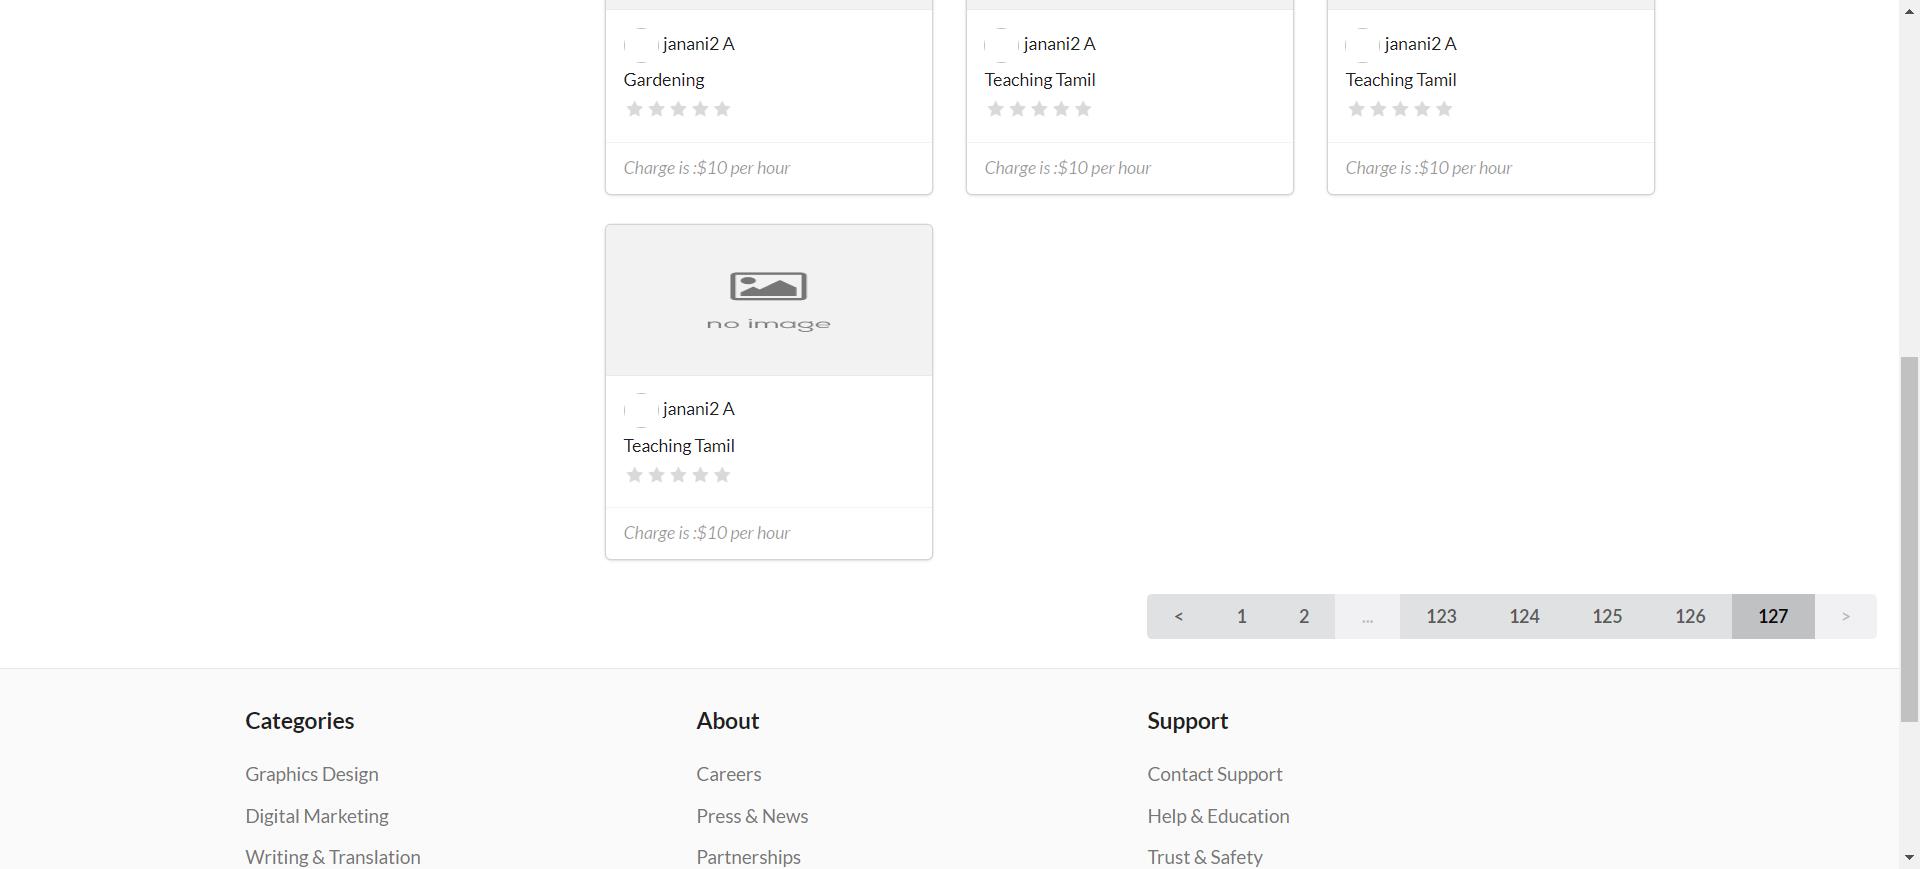 janani2 A
Gardening
Charge is :$10 per hour
janani2 A
Teaching Tamil
Charge is :$10 per hour
janani2 A
Teaching Tamil
Charge is :$10 per hour
no image
janani2 A
Teaching Tamil
Charge is :$10 per hour
< 1 2 ... 123 124 125 126 127 >
Categories
Graphics Design
Digital Marketing
Writing & Translation
About
Careers
Press & News
Partnerships
Support
Contact Support
Help & Education
Trust & Safety